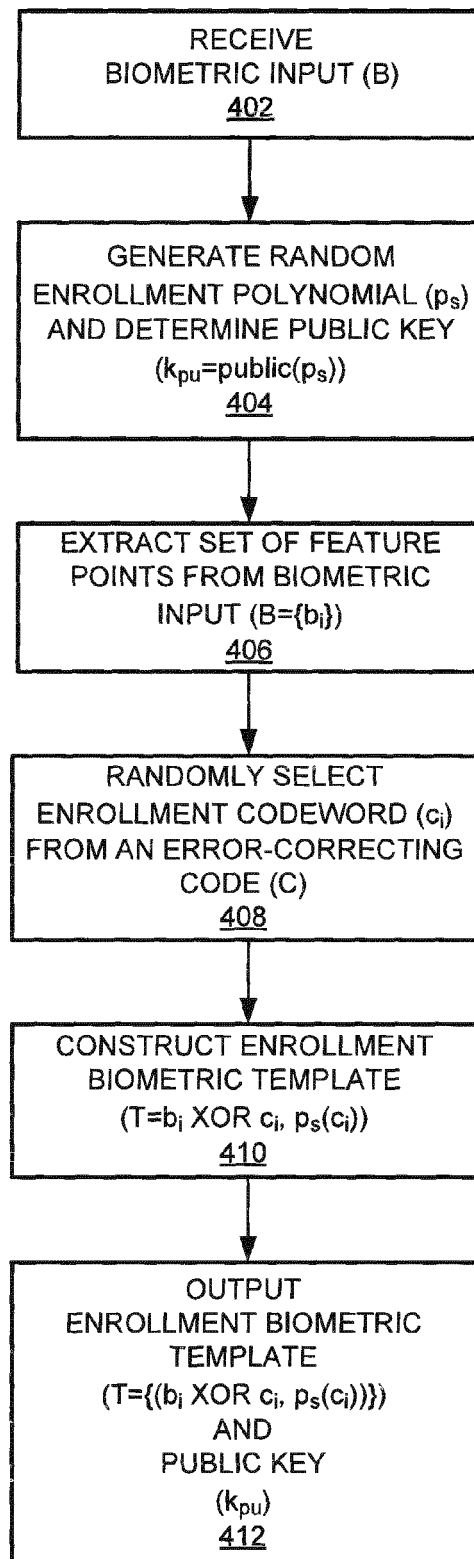 RECEIVE
BIOMETRIC INPUT (B)
402
GENERATE RANDOM
ENROLLMENT POLYNOMIAL (pₛ)
AND DETERMINE PUBLIC KEY
(kₚᵤ=public(pₛ))
404
EXTRACT SET OF FEATURE
POINTS FROM BIOMETRIC
INPUT (B={bᵢ})
406
RANDOMLY SELECT
ENROLLMENT CODEWORD (cᵢ)
FROM AN ERROR-CORRECTING
CODE (C)
408
CONSTRUCT ENROLLMENT
BIOMETRIC TEMPLATE
(T=bᵢ XOR cᵢ, pₛ(cᵢ))
410
OUTPUT
ENROLLMENT BIOMETRIC
TEMPLATE
(T={(bᵢ XOR cᵢ, pₛ(cᵢ))})
AND
PUBLIC KEY
(kₚᵤ)
412